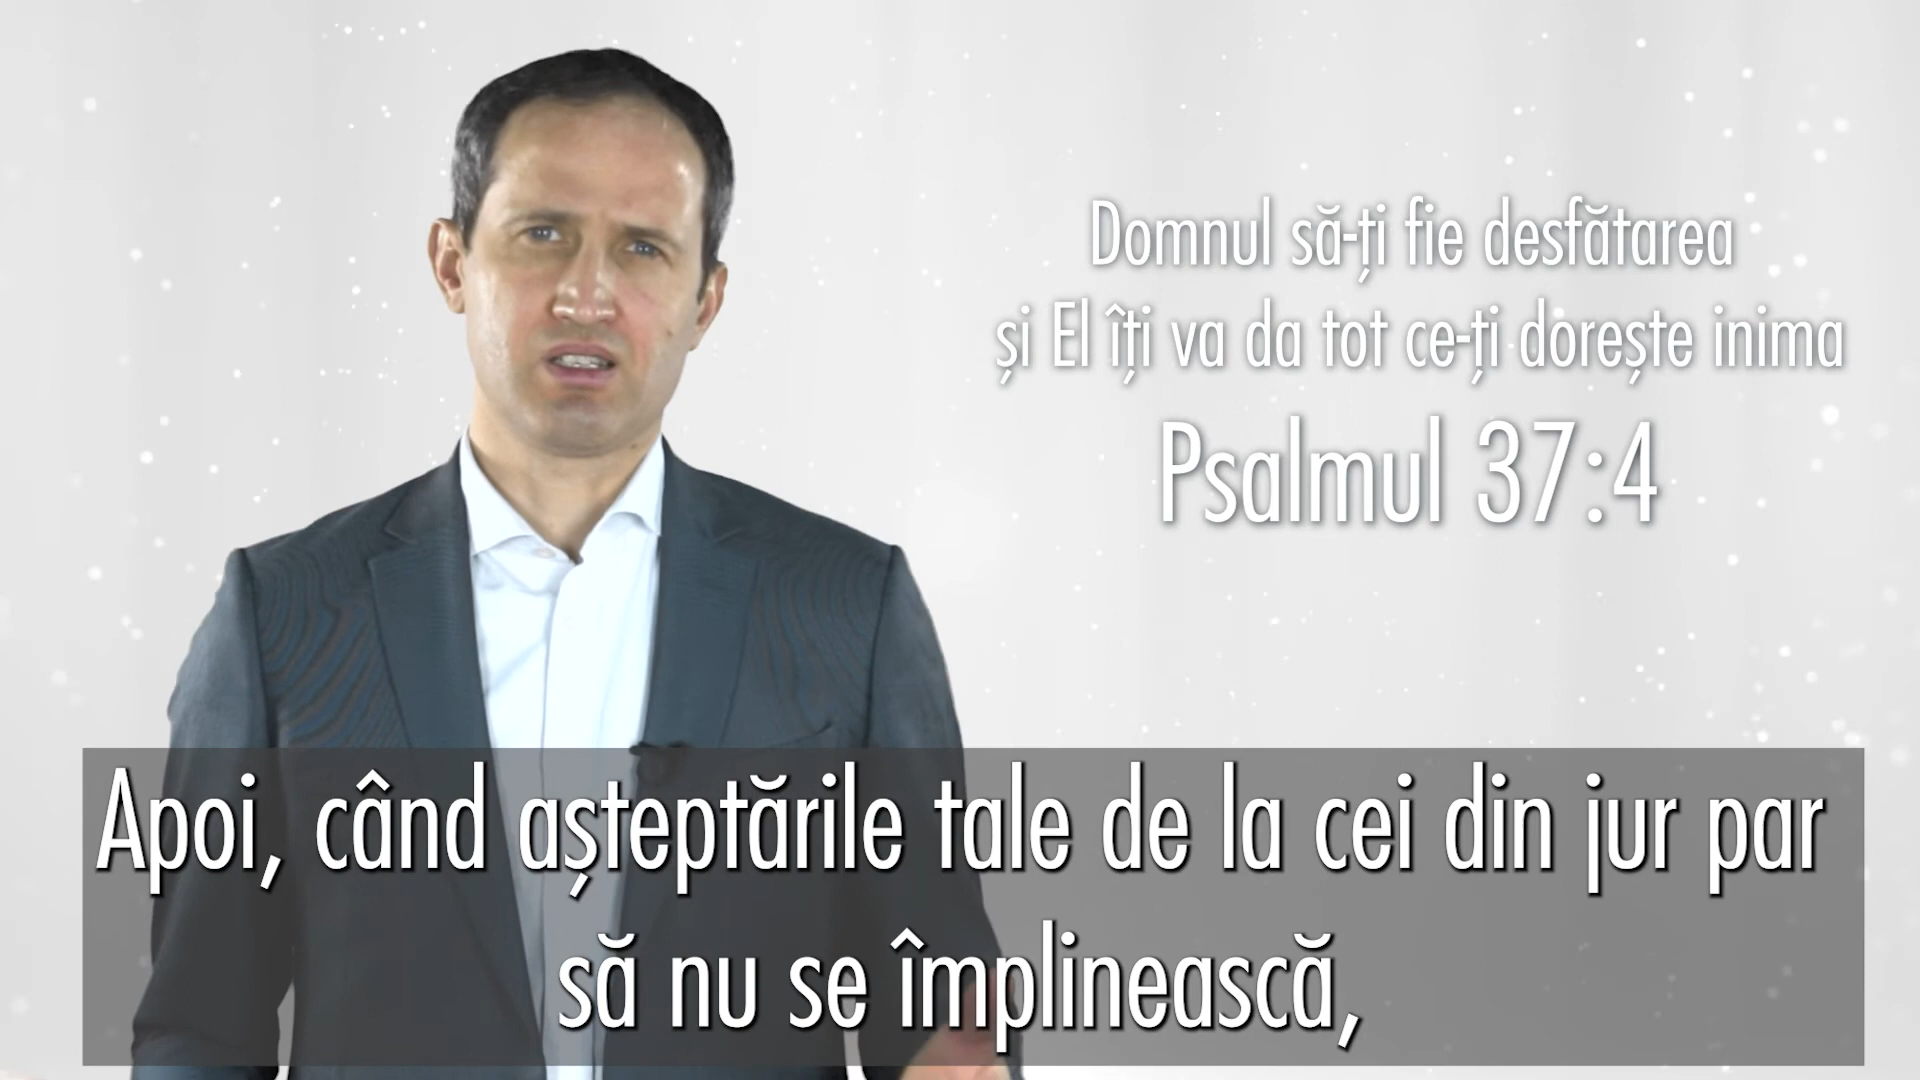 Domnul să-ți fie desfătarea
și El îți va da tot ce-ți dorește inima
Psalmul 37:4
Apoi, când așteptările tale de la cei din jur par
să nu se împlinească,